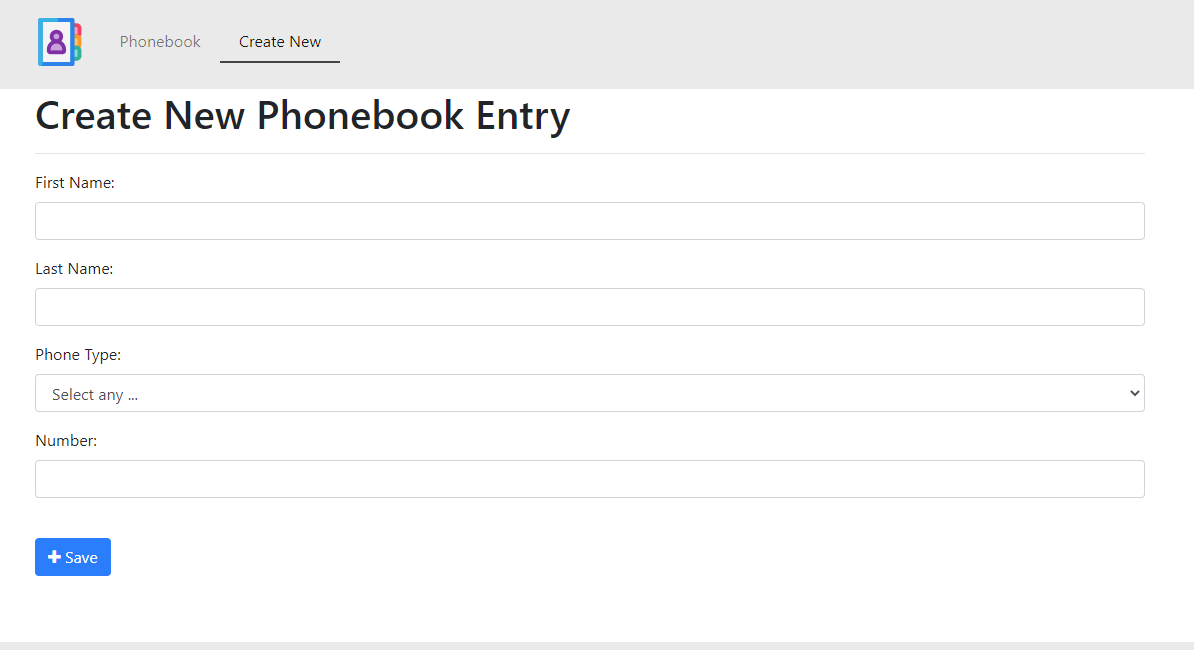 Phonebook Create New
Create New Phonebook Entry
First Name:
Last Name:
Phone Type:
Select any ...
Number:
Save